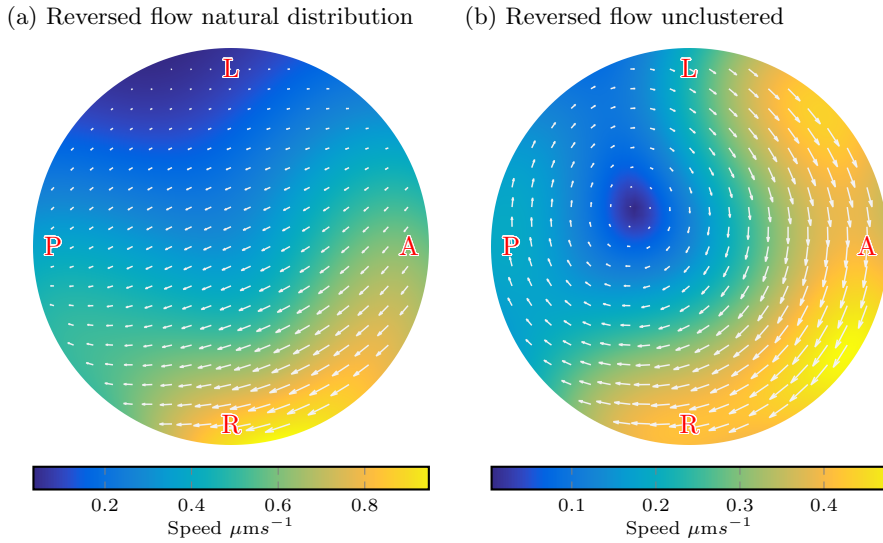 (a) Reversed flow natural distribution
(b) Reversed flow unclustered
L
L
P
A
P
A
R
R
0.2 0.4 0.6 0.8
0.1 0.2 0.3 0.4
Speed μms⁻¹
Speed μms⁻¹